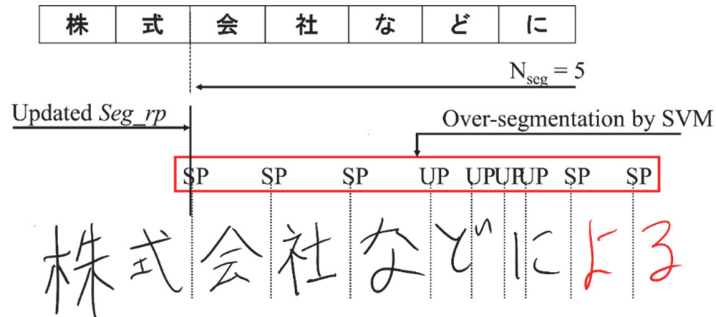 株 式 会 社 な ど に
N_seg = 5
Updated Seg_rp
Over-segmentation by SVM
SP SP SP UP UP UP UP SP SP
株式会社などによる